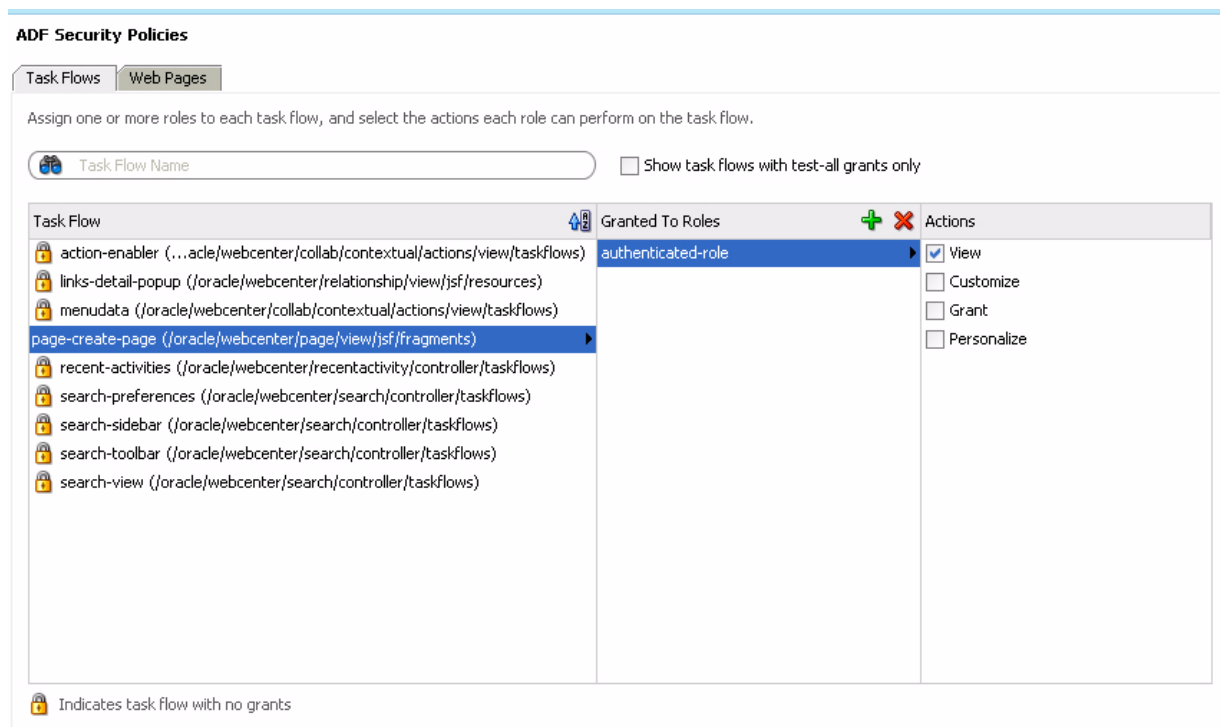 ADF Security Policies
Task Flows Web Pages
Assign one or more roles to each task flow, and select the actions each role can perform on the task flow.
Task Flow Name Show task flows with test-all grants only
Task Flow A Z Granted To Roles Actions
action-enabler (...acle/webcenter/collab/contextual/actions/view/taskflows) authenticated-role View
links-detail-popup (/oracle/webcenter/relationship/view/jsf/resources) Customize
menudata (/oracle/webcenter/collab/contextual/actions/view/taskflows) Grant
page-create-page (/oracle/webcenter/page/view/jsf/fragments) Personalize
recent-activities (/oracle/webcenter/recentactivity/controller/taskflows)
search-preferences (/oracle/webcenter/search/controller/taskflows)
search-sidebar (/oracle/webcenter/search/controller/taskflows)
search-toolbar (/oracle/webcenter/search/controller/taskflows)
search-view (/oracle/webcenter/search/controller/taskflows)
Indicates task flow with no grants